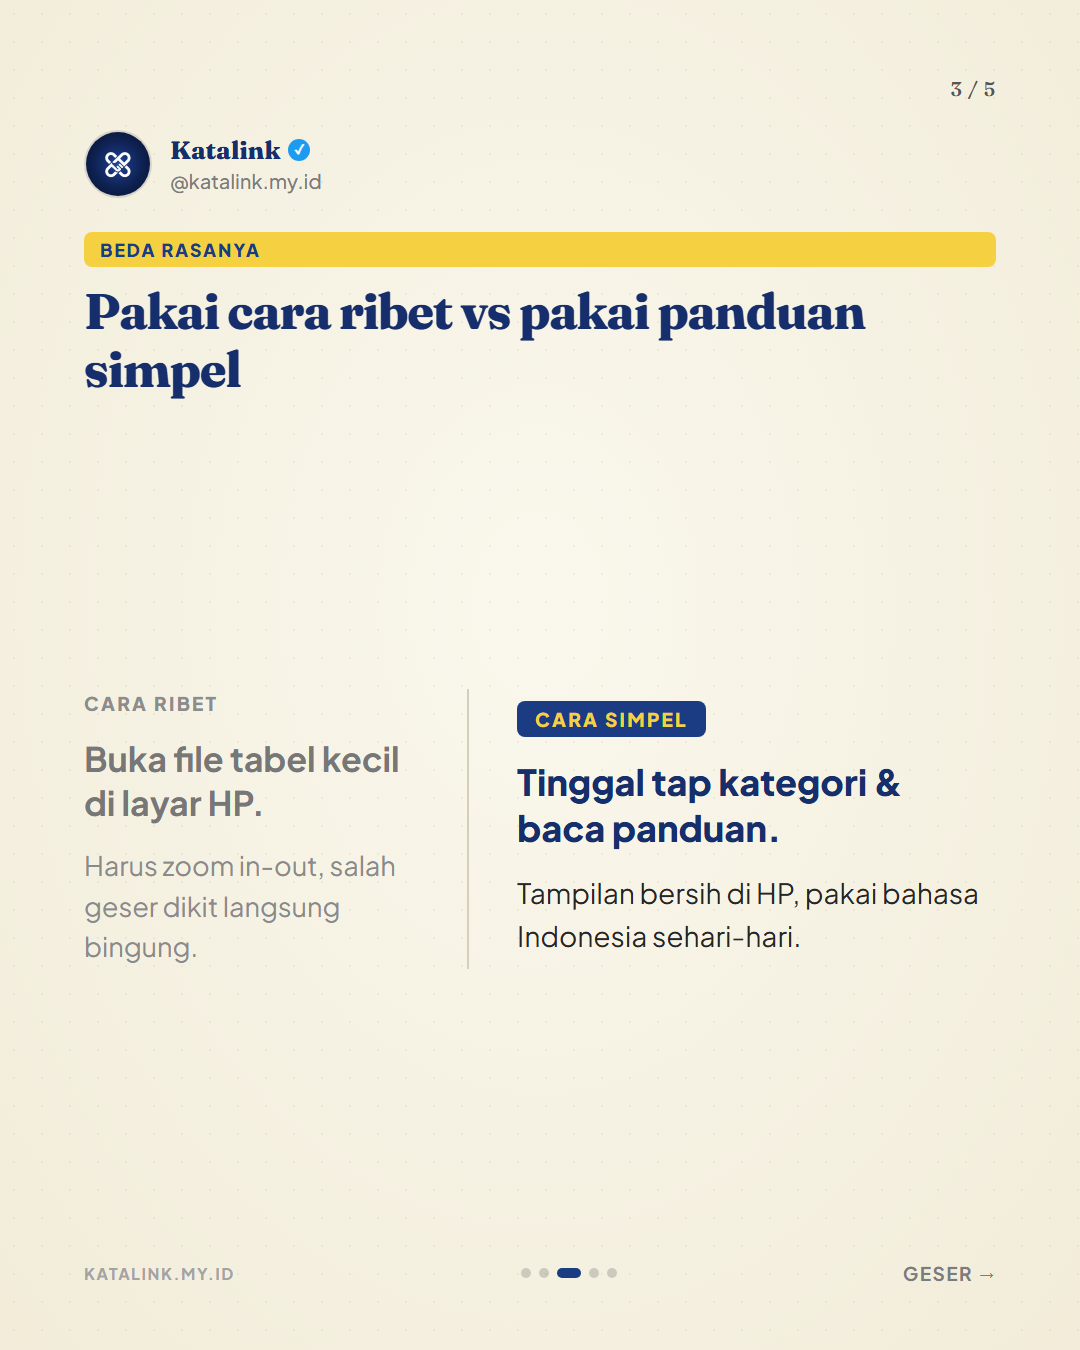 3 / 5
Katalink
@katalink.my.id
BEDA RASANYA
Pakai cara ribet vs pakai panduan
simpel
CARA RIBET
Buka file tabel kecil
di layar HP.
Harus zoom in-out, salah
geser dikit langsung
bingung.
CARA SIMPEL
Tinggal tap kategori &
baca panduan.
Tampilan bersih di HP, pakai bahasa
Indonesia sehari-hari.
KATALINK.MY.ID
GESER →